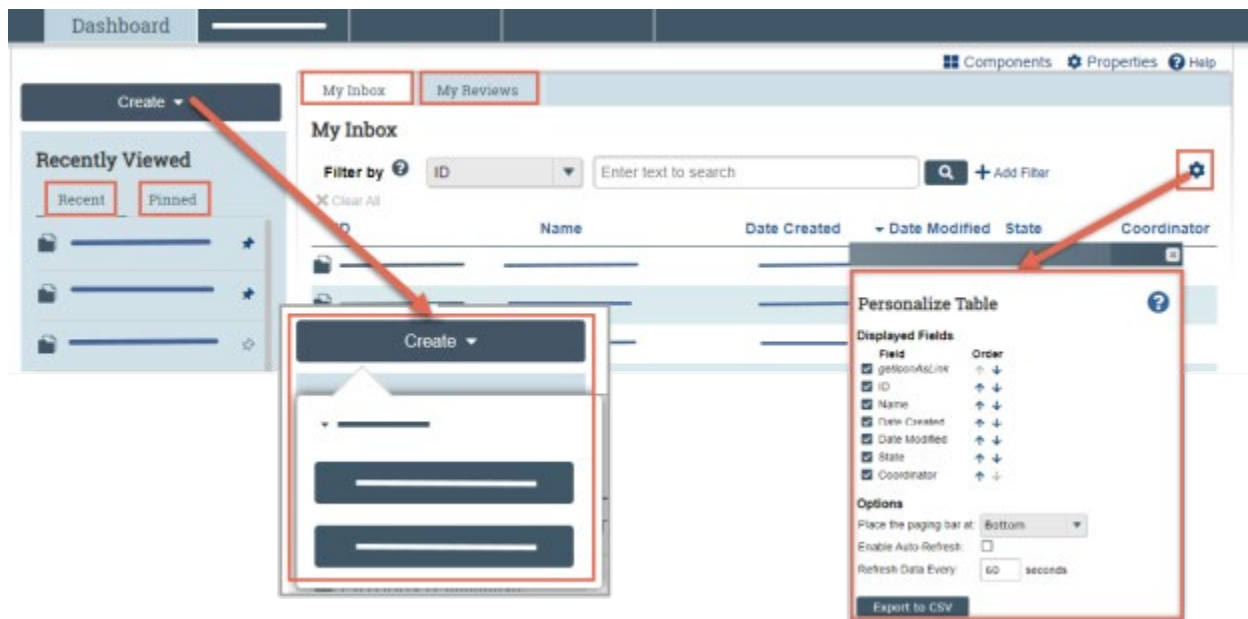 Dashboard
Components Properties Help
Create
My Inbox My Reviews
My Inbox
Recently Viewed
Filter by ID Enter text to search Add Filter
Recent Pinned
Clear All
Name Date Created Date Modified State Coordinator
Create
Personalize Table
Displayed Fields
Field Order
getIconAsLink
ID
Name
Date Created
Date Modified
State
Coordinator
Options
Place the paging bar at: Bottom
Enable Auto-Refresh:
Refresh Data Every: 60 seconds
Export to CSV